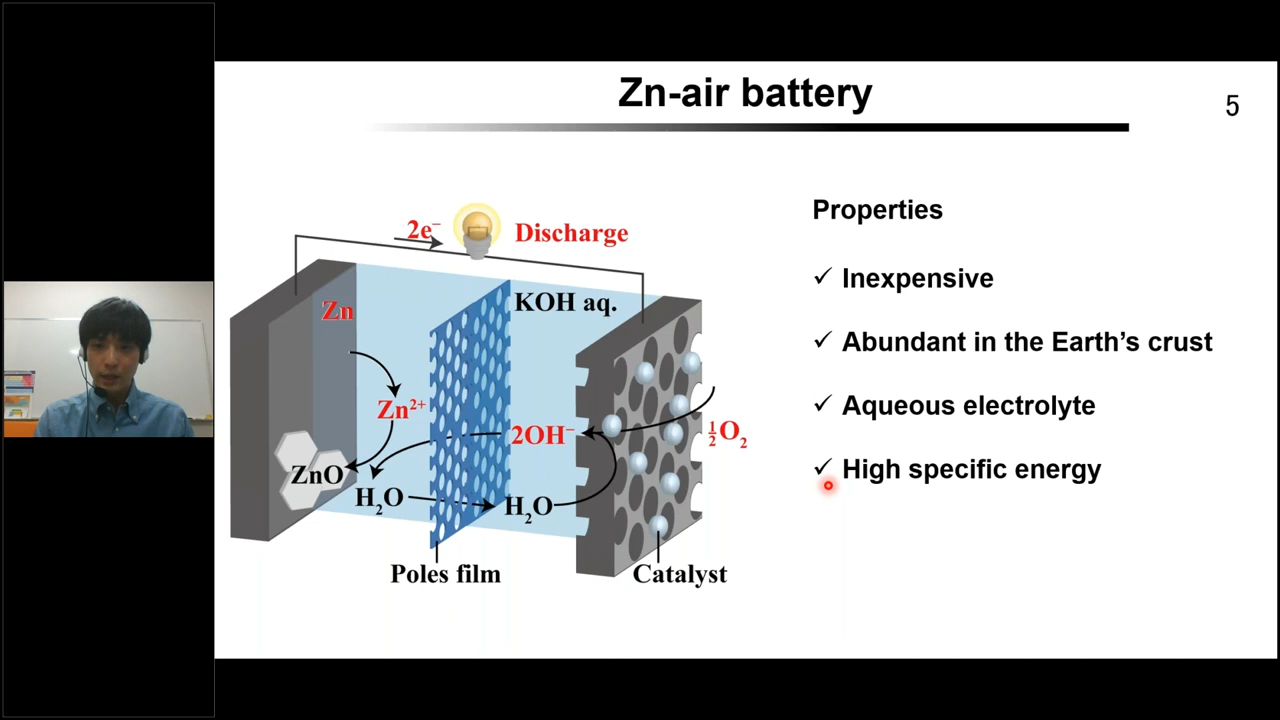 Zn-air battery
5
2e⁻
Discharge
Zn
KOH aq.
Zn²⁺
2OH⁻
½O₂
ZnO
H₂O
H₂O
Poles film
Catalyst
Properties
✓ Inexpensive
✓ Abundant in the Earth's crust
✓ Aqueous electrolyte
✓ High specific energy